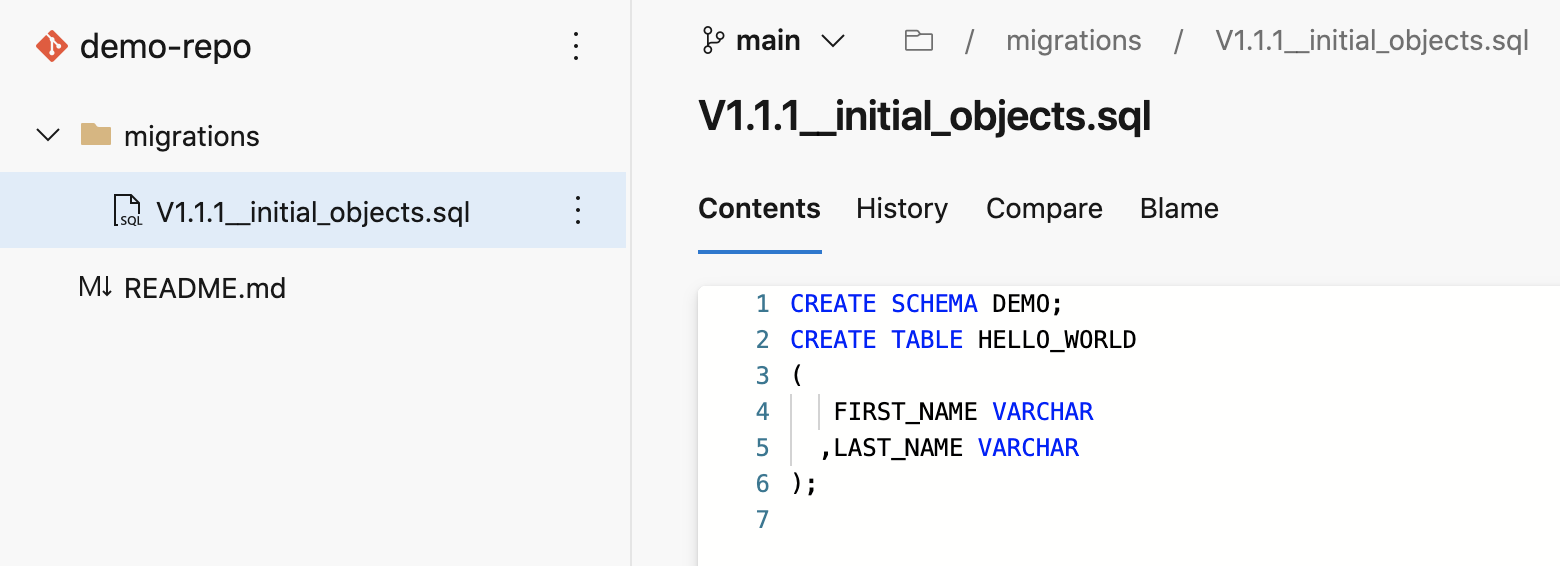 demo-repo
migrations
V1.1.1__initial_objects.sql
README.md
main / migrations / V1.1.1__initial_objects.sql
V1.1.1__initial_objects.sql
Contents History Compare Blame
1 CREATE SCHEMA DEMO;
2 CREATE TABLE HELLO_WORLD
3 (
4 FIRST_NAME VARCHAR
5 ,LAST_NAME VARCHAR
6 );
7